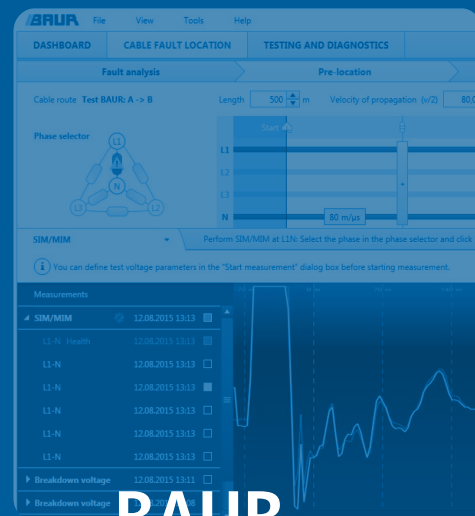 BAUR File View Tools Help
DASHBOARD CABLE FAULT LOCATION TESTING AND DIAGNOSTICS
Fault analysis Pre-location
Cable route Test BAUR: A -> B Length 500 m Velocity of propagation (v/2) 80,0
Phase selector
Start
L1
L1
L2
N
L3
L3 L2
N
80 m/µs
SIM/MIM Perform SIM/MIM at L1N: Select the phase in the phase selector and click
i You can define test voltage parameters in the "Start measurement" dialog box before starting measurement.
Measurements
SIM/MIM 12.08.2015 13:13
L1-N Health 12.08.2015 13:13
L1-N 12.08.2015 13:13
L1-N 12.08.2015 13:13
L1-N 12.08.2015 13:13
L1-N 12.08.2015 13:13
L1-N 12.08.2015 13:13
Breakdown voltage 12.08.2015 13:11
Breakdown voltage
BAUR